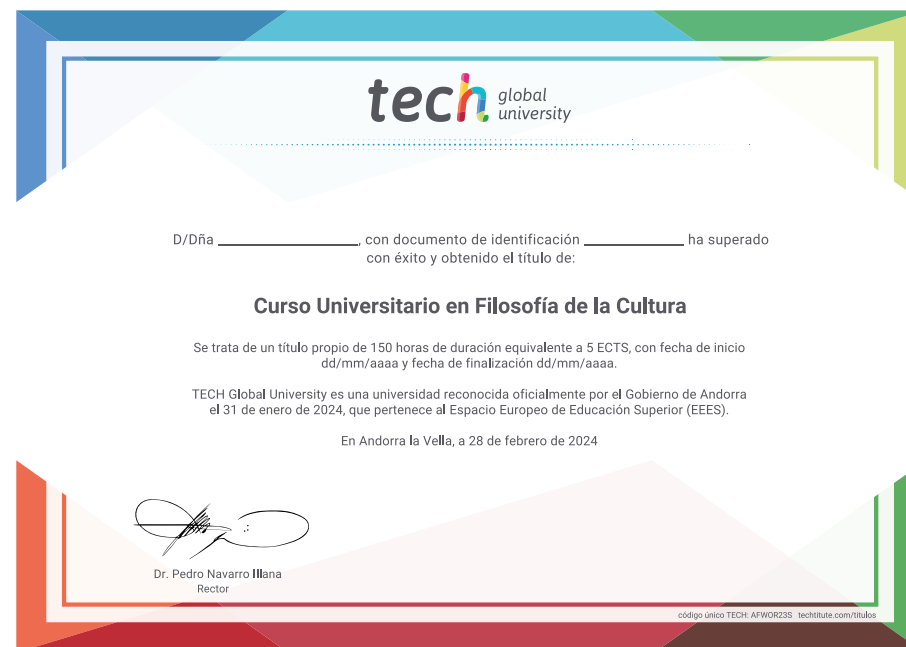 tech global
university
D/Dña ____________________, con documento de identificación ______________ ha superado
con éxito y obtenido el título de:
Curso Universitario en Filosofía de la Cultura
Se trata de un título propio de 150 horas de duración equivalente a 5 ECTS, con fecha de inicio
dd/mm/aaaa y fecha de finalización dd/mm/aaaa.
TECH Global University es una universidad reconocida oficialmente por el Gobierno de Andorra
el 31 de enero de 2024, que pertenece al Espacio Europeo de Educación Superior (EEES).
En Andorra la Vella, a 28 de febrero de 2024
Dr. Pedro Navarro Illana
Rector
código único TECH: AFWOR23S techtitute.com/titulos